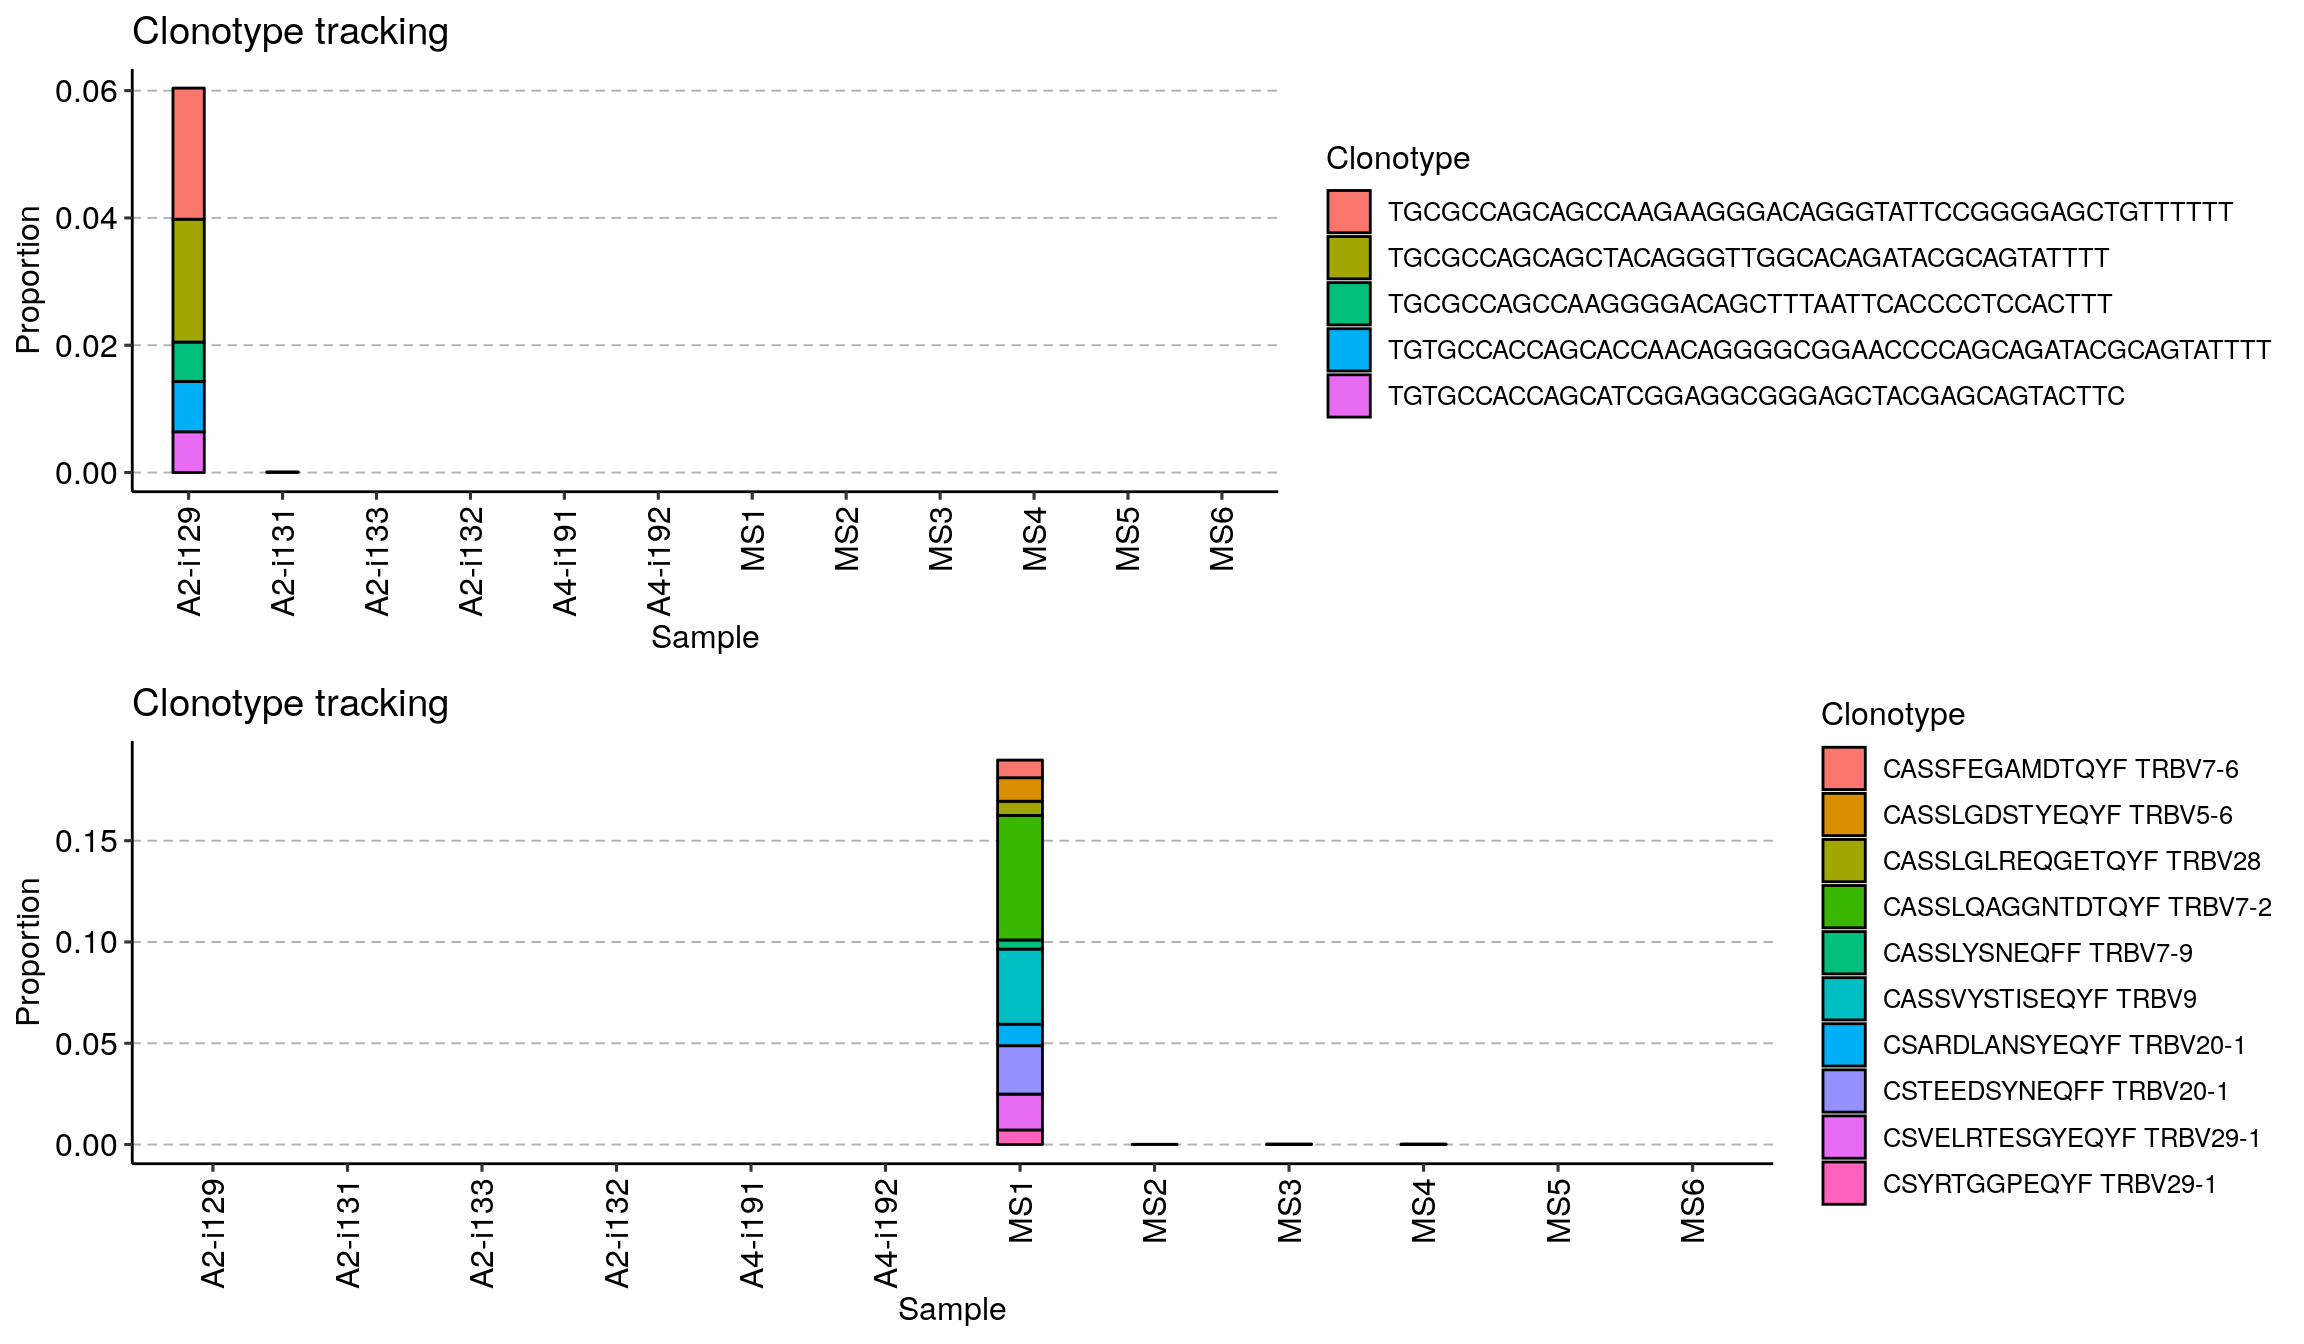 Clonotype tracking
0.06
0.04
0.02
0.00
Proportion
A2-i129
A2-i131
A2-i133
A2-i132
A4-i191
A4-i192
MS1
MS2
MS3
MS4
MS5
MS6
Sample
Clonotype
TGCGCCAGCAGCCAAGAAGGGACAGGGTATTCCGGGGAGCTGTTTTTT
TGCGCCAGCAGCTACAGGGTTGGCACAGATACGCAGTATTTT
TGCGCCAGCCAAGGGGACAGCTTTAATTCACCCCTCCACTTT
TGTGCCACCAGCACCAACAGGGGCGGAACCCCAGCAGATACGCAGTATTTT
TGTGCCACCAGCATCGGAGGCGGGAGCTACGAGCAGTACTTC
Clonotype tracking
0.15
0.10
0.05
0.00
Proportion
A2-i129
A2-i131
A2-i133
A2-i132
A4-i191
A4-i192
MS1
MS2
MS3
MS4
MS5
MS6
Sample
Clonotype
CASSFEGAMDTQYF TRBV7-6
CASSLGDSTYEQYF TRBV5-6
CASSLGLREQGETQYF TRBV28
CASSLQAGGNTDTQYF TRBV7-2
CASSLYSNEQFF TRBV7-9
CASSVYSTISEQYF TRBV9
CSARDLANSYEQYF TRBV20-1
CSTEEDSYNEQFF TRBV20-1
CSVELRTESGYEQYF TRBV29-1
CSYRTGGPEQYF TRBV29-1